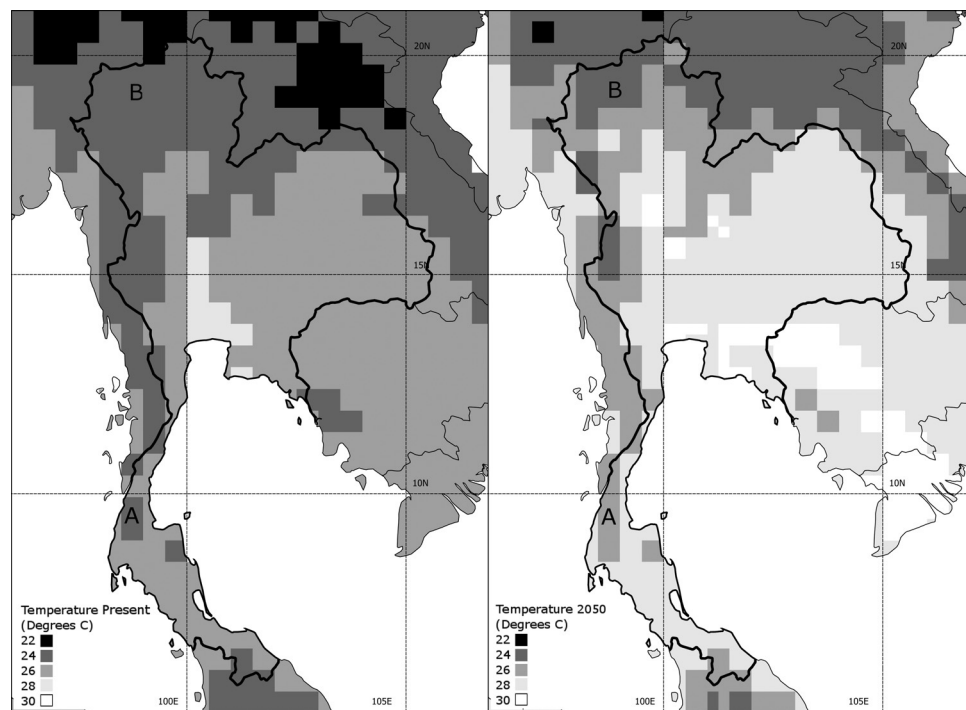 B
20N
15N
10N
A
Temperature Present
(Degrees C)
22
24
26
28
30
100E
105E
B
20N
15N
10N
A
Temperature 2050
(Degrees C)
22
24
26
28
30
100E
105E